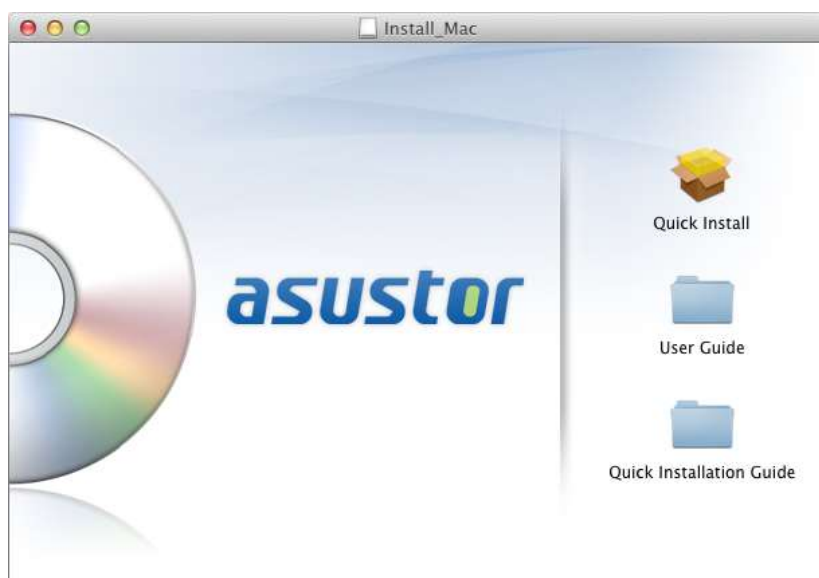 Install_Mac
asustor
Quick Install
User Guide
Quick Installation Guide